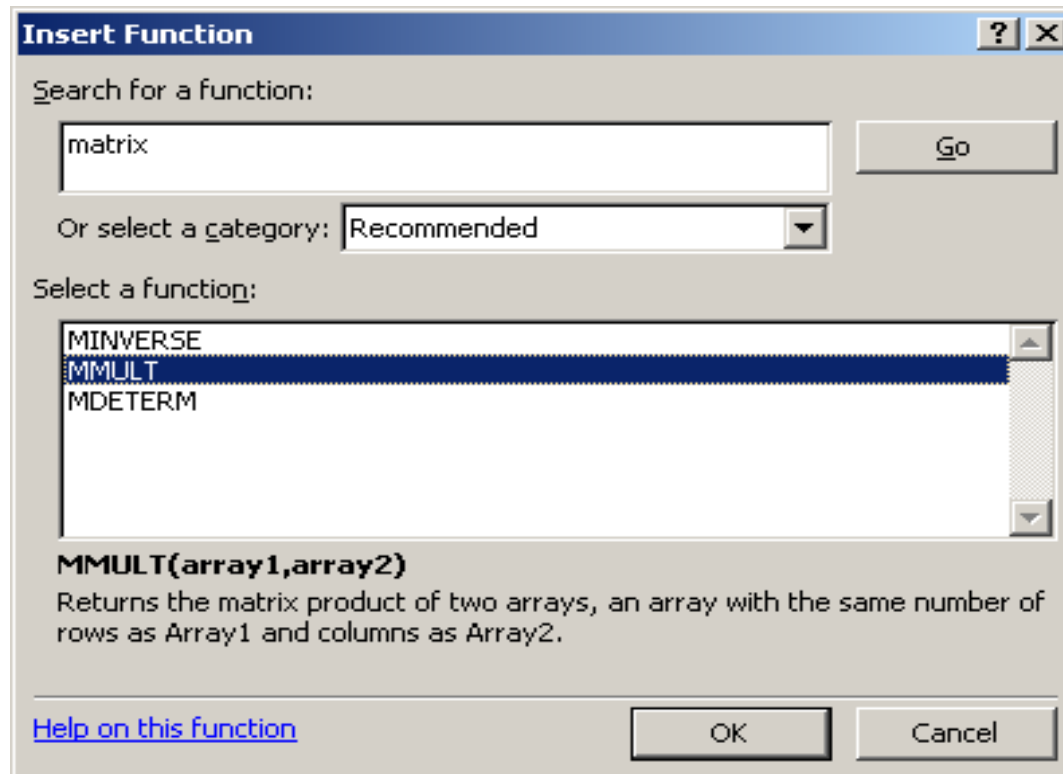 Insert Function
Search for a function:
matrix
Go
Or select a category: Recommended
Select a function:
MINVERSE
MMULT
MDETERM
MMULT(array1,array2)
Returns the matrix product of two arrays, an array with the same number of
rows as Array1 and columns as Array2.
Help on this function
OK
Cancel